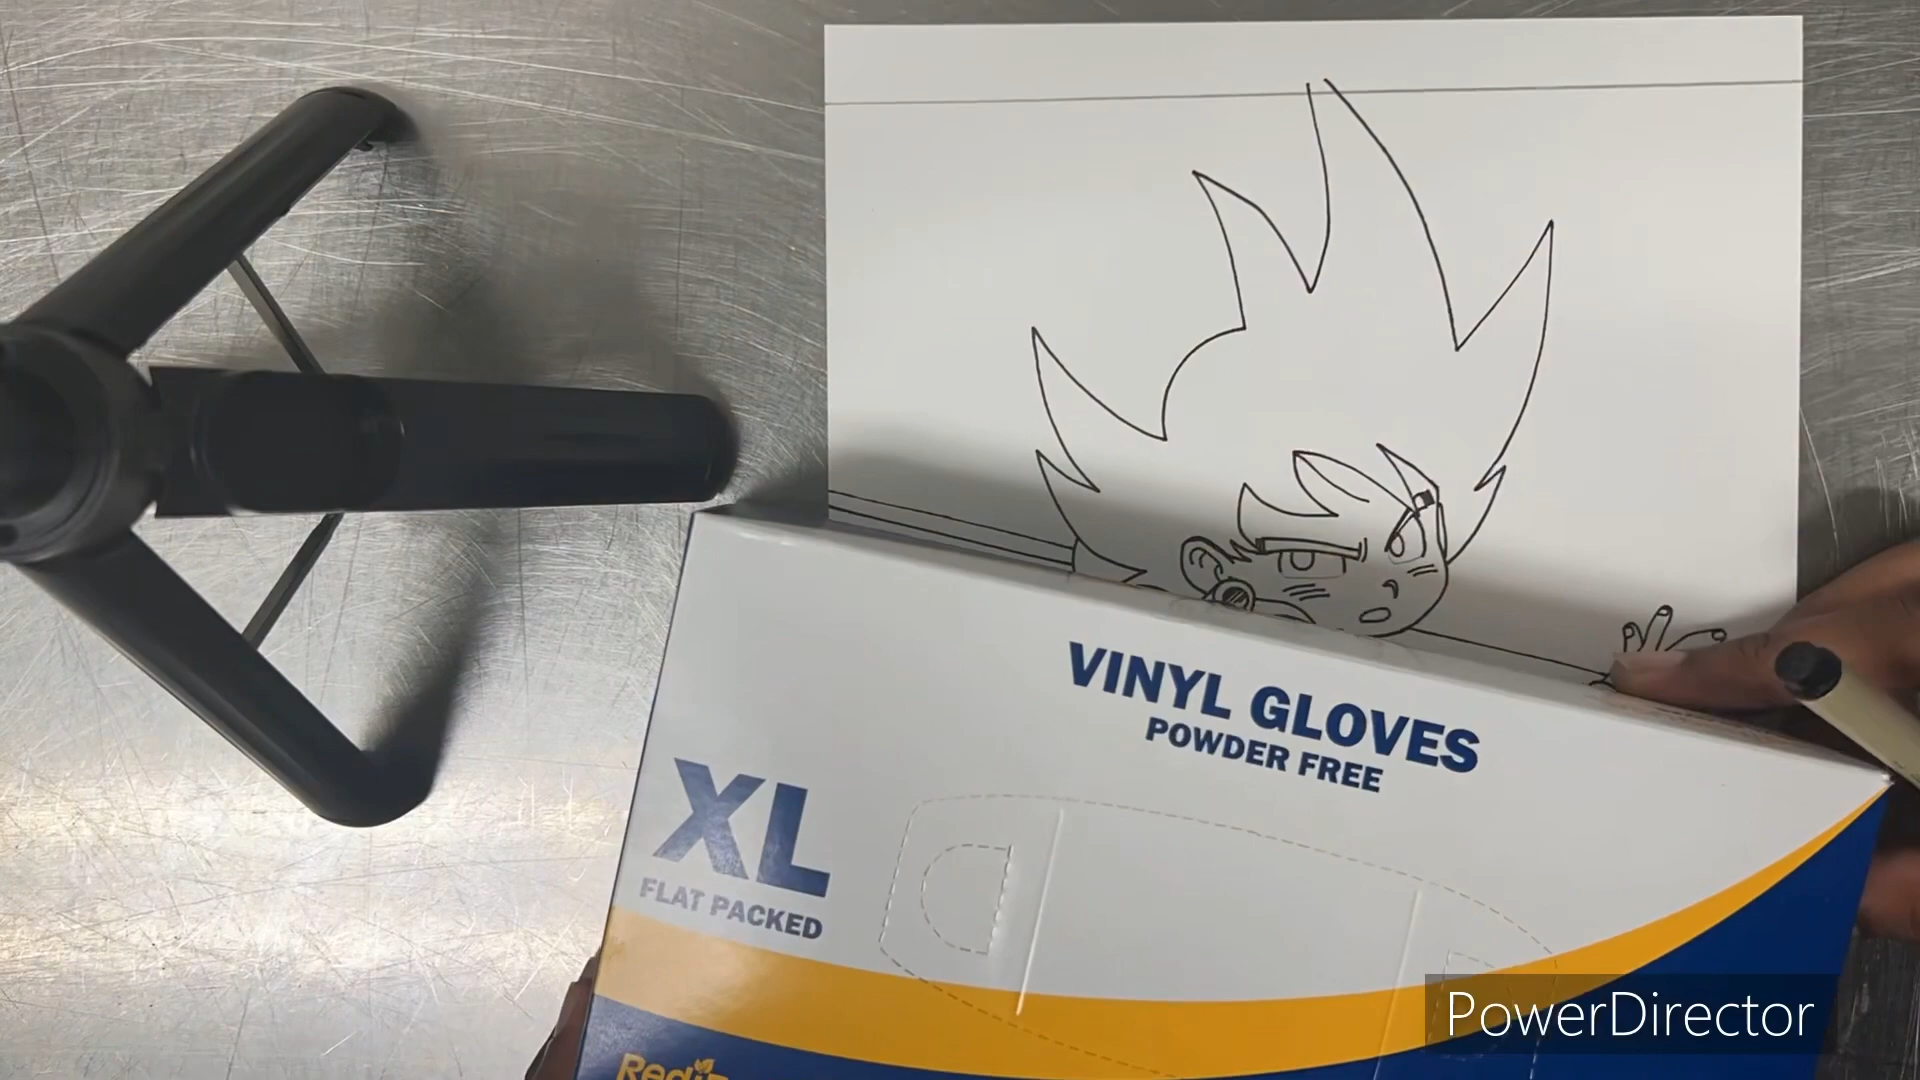 VINYL GLOVES
POWDER FREE
XL
FLAT PACKED
PowerDirector